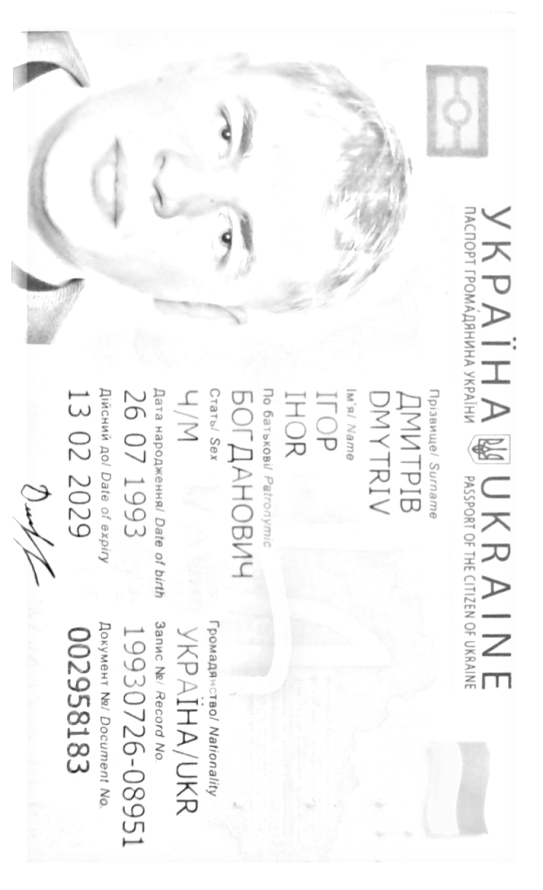 УКРАЇНА UKRAINE
ПАСПОРТ ГРОМАДЯНИНА УКРАЇНИ PASSPORT OF THE CITIZEN OF UKRAINE
Прізвище/ Surname
ДМИТРІВ
DMYTRIV
Ім'я/ Name
ІГОР
IHOR
По батькові/ Patronymic
БОГДАНОВИЧ
Стать/ Sex Громадянство/ Nationality
Ч/M УКРАЇНА/UKR
Дата народження/ Date of birth Запис №/ Record No.
26 07 1993 19930726-08951
Дійсний до/ Date of expiry Документ №/ Document No.
13 02 2029 002958183